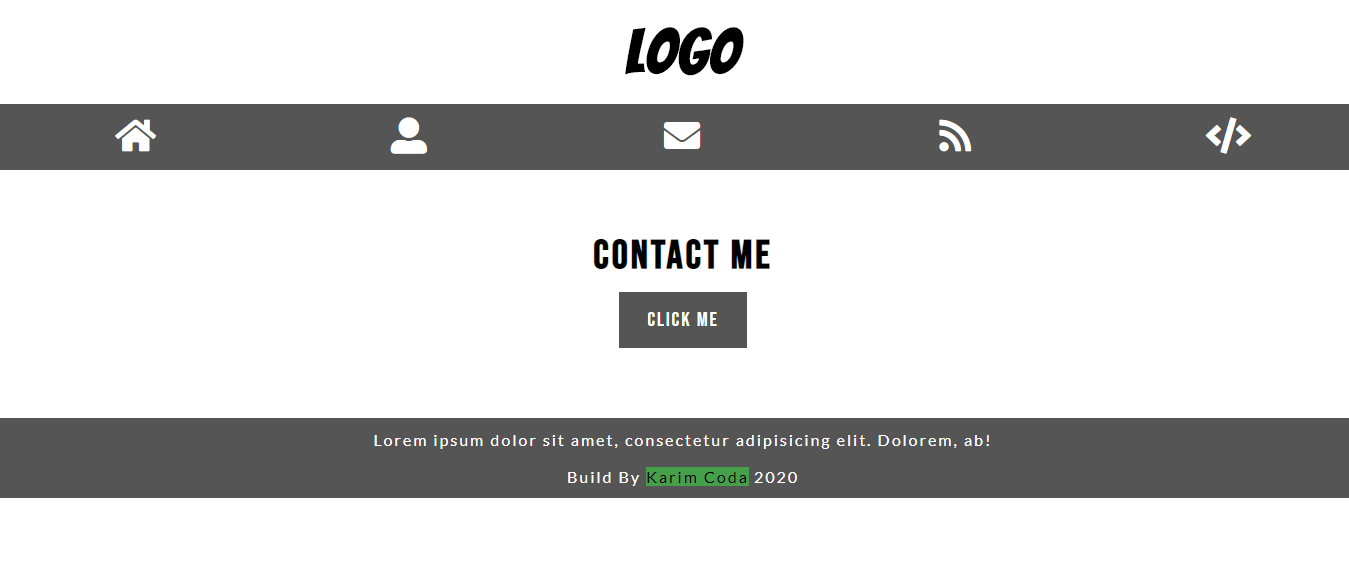 LOGO
CONTACT ME
CLICK ME
Lorem ipsum dolor sit amet, consectetur adipisicing elit. Dolorem, ab!
Build By Karim Coda 2020